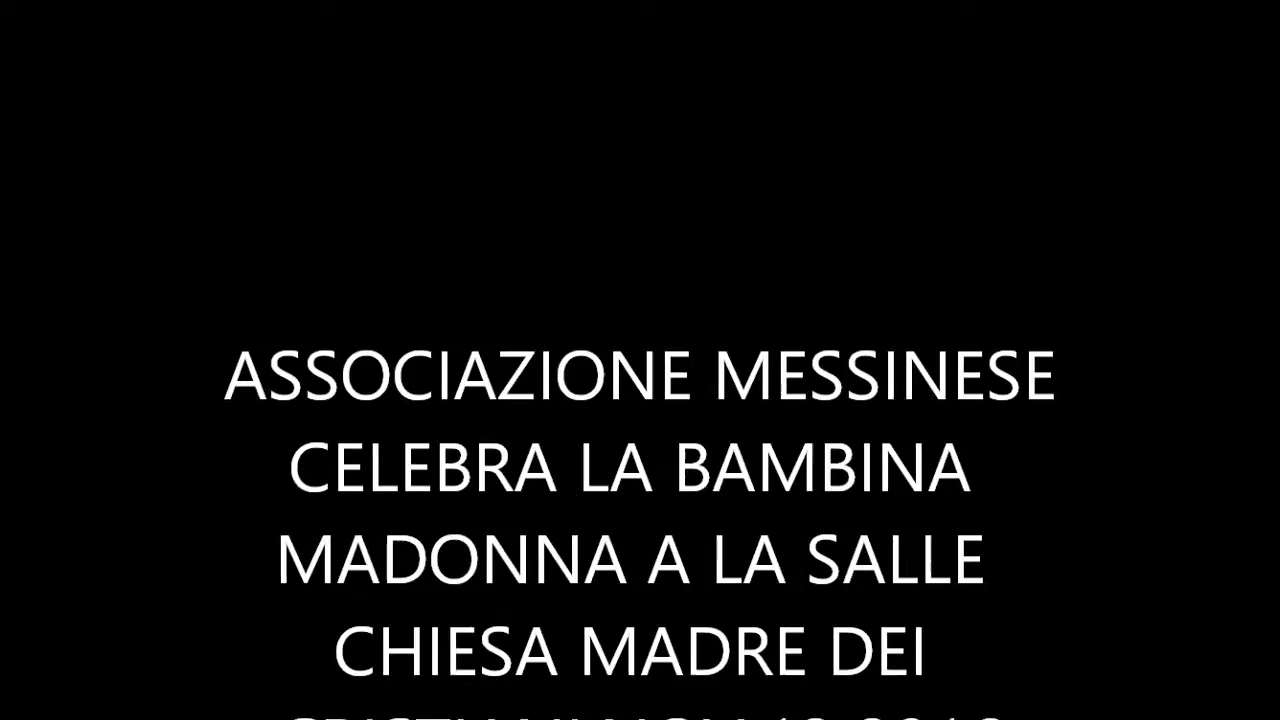 ASSOCIAZIONE MESSINESE
CELEBRA LA BAMBINA
MADONNA A LA SALLE
CHIESA MADRE DEI